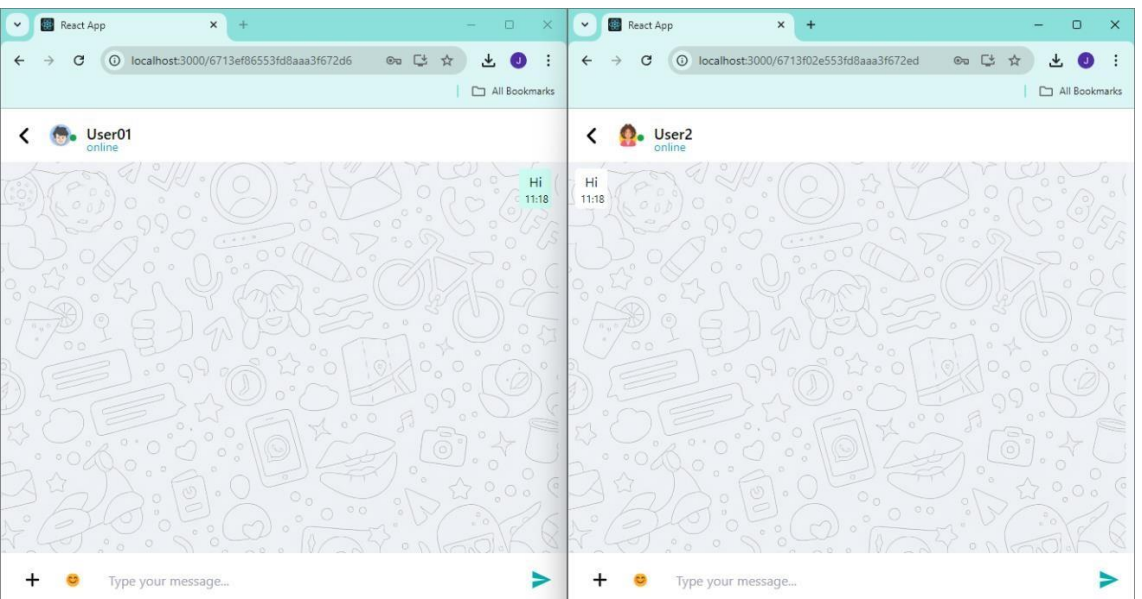 React App
localhost:3000/6713ef86553fd8aaa3f672d6
J
All Bookmarks
User01
online
Hi
11:18
Type your message...
React App
localhost:3000/6713f02e553fd8aaa3f672ed
J
All Bookmarks
User2
online
Hi
11:18
Type your message...